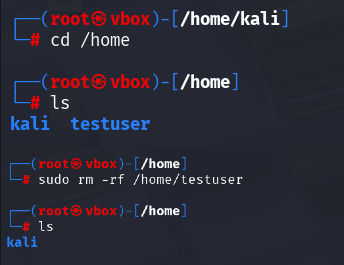 ┌──(root㉿vbox)-[/home/kali]
└─# cd /home
┌──(root㉿vbox)-[/home]
└─# ls
kali  testuser
┌──(root㉿vbox)-[/home]
└─# sudo rm -rf /home/testuser
┌──(root㉿vbox)-[/home]
└─# ls
kali